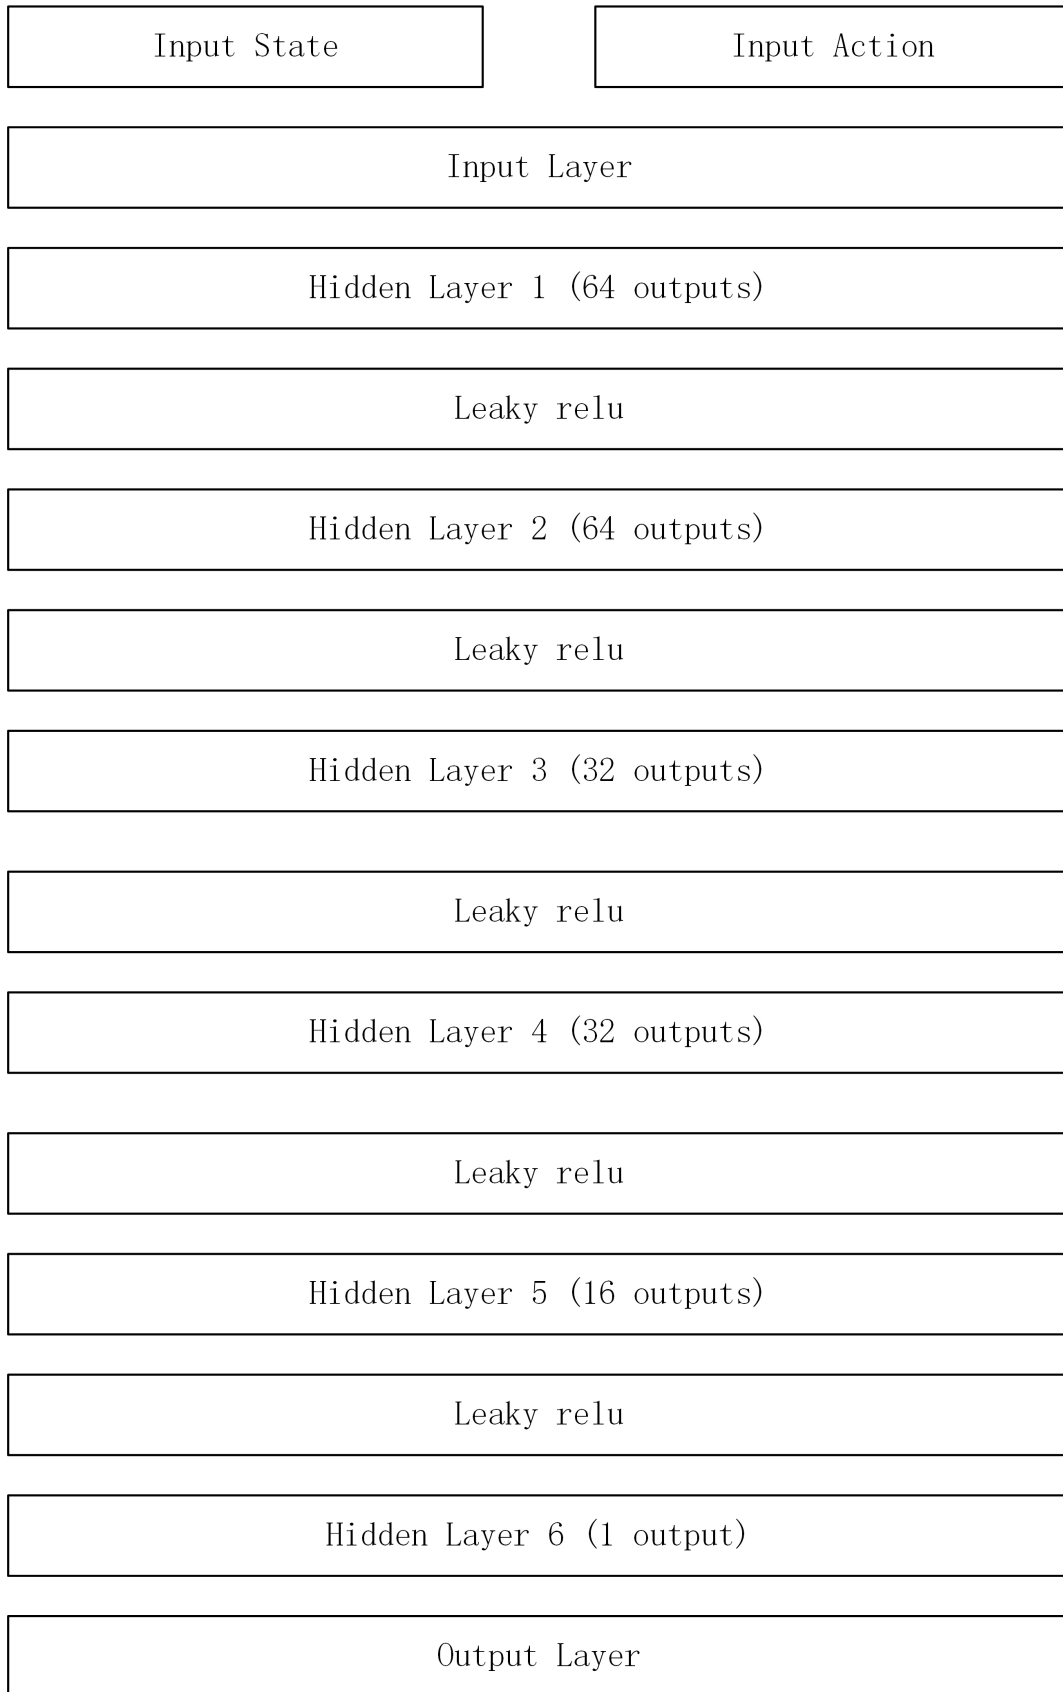 Input State
Input Action
Input Layer
Hidden Layer 1 (64 outputs)
Leaky relu
Hidden Layer 2 (64 outputs)
Leaky relu
Hidden Layer 3 (32 outputs)
Leaky relu
Hidden Layer 4 (32 outputs)
Leaky relu
Hidden Layer 5 (16 outputs)
Leaky relu
Hidden Layer 6 (1 output)
Output Layer